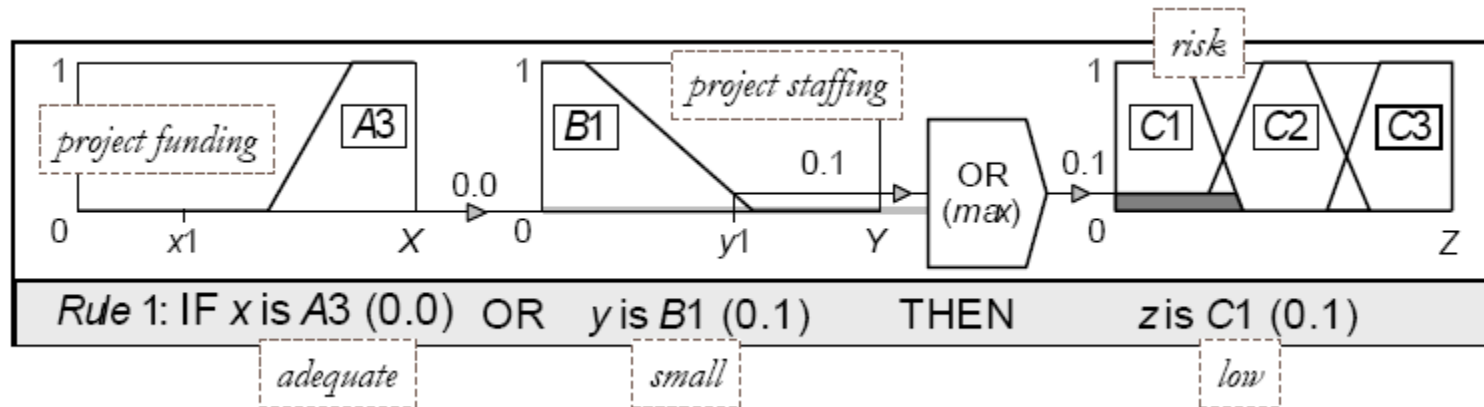 risk
1
1
1
project funding
A3
B1
project staffing
C1
C2
C3
0.0
0.1
OR
(max)
0.1
0
x1
X
0
y1
Y
0
Z
Rule 1: IF x is A3 (0.0) OR y is B1 (0.1) THEN z is C1 (0.1)
adequate
small
low